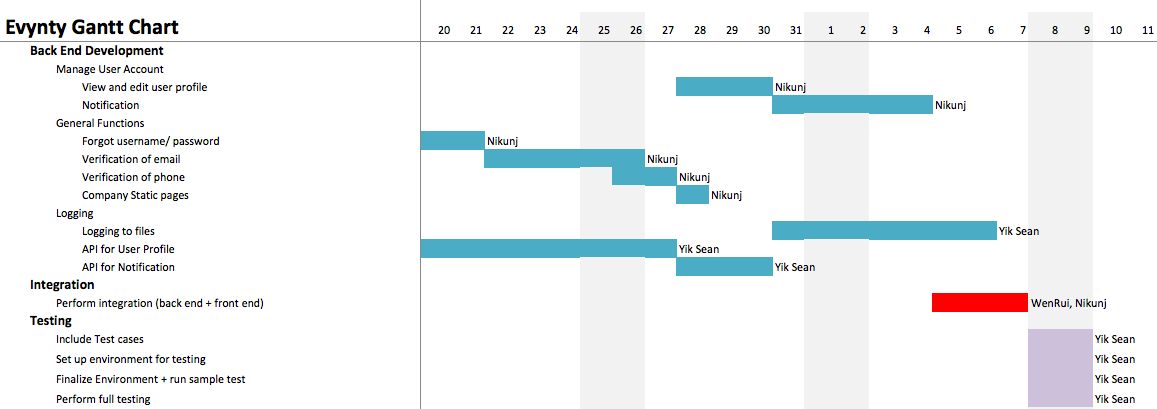 Evynty Gantt Chart 20 21 22 23 24 25 26 27 28 29 30 31 1 2 3 4 5 6 7 8 9 10 11
Back End Development
Manage User Account
View and edit user profile Nikunj
Notification Nikunj
General Functions
Forgot username/ password Nikunj
Verification of email Nikunj
Verification of phone Nikunj
Company Static pages Nikunj
Logging
Logging to files Yik Sean
API for User Profile Yik Sean
API for Notification Yik Sean
Integration
Perform integration (back end + front end) WenRui, Nikunj
Testing
Include Test cases Yik Sean
Set up environment for testing Yik Sean
Finalize Environment + run sample test Yik Sean
Perform full testing Yik Sean